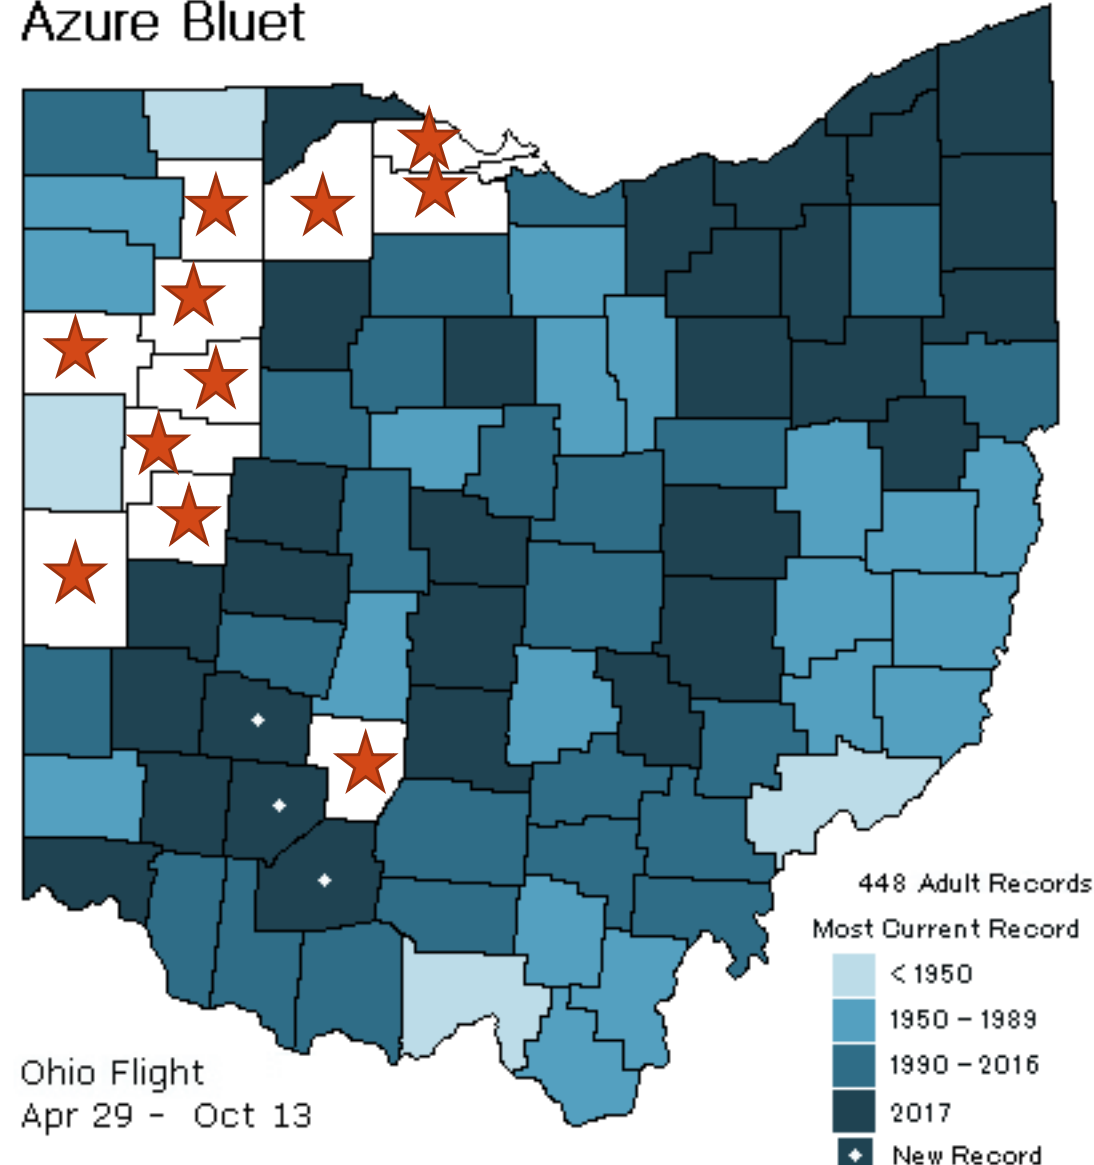 Azure Bluet
448 Adult Records
Most Current Record
< 1950
1950 - 1989
1990 - 2016
2017
New Record
Ohio Flight
Apr 29 - Oct 13